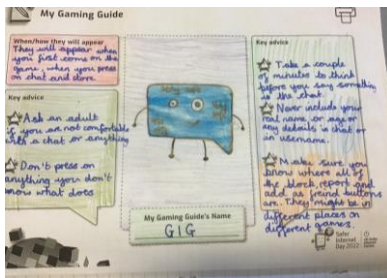 My Gaming Guide
When/how they will appear
They will appear when
you first come on the
game, when you press
on chat and store.
Key advice
Ask an adult
if you are not comfortable
with a chat or anything
Don't press on
anything you don't
know what does
My Gaming Guide's Name
GIG
Key advice
Take a couple
of minutes to think
before you say something
in the chat.
Never include your
real name or age or
any details in chat or
on username.
Make sure you
know where all of
the block, report and
add as friend buttons
are. They might be in
different places on
different games.
Safer
Internet
Day 2022